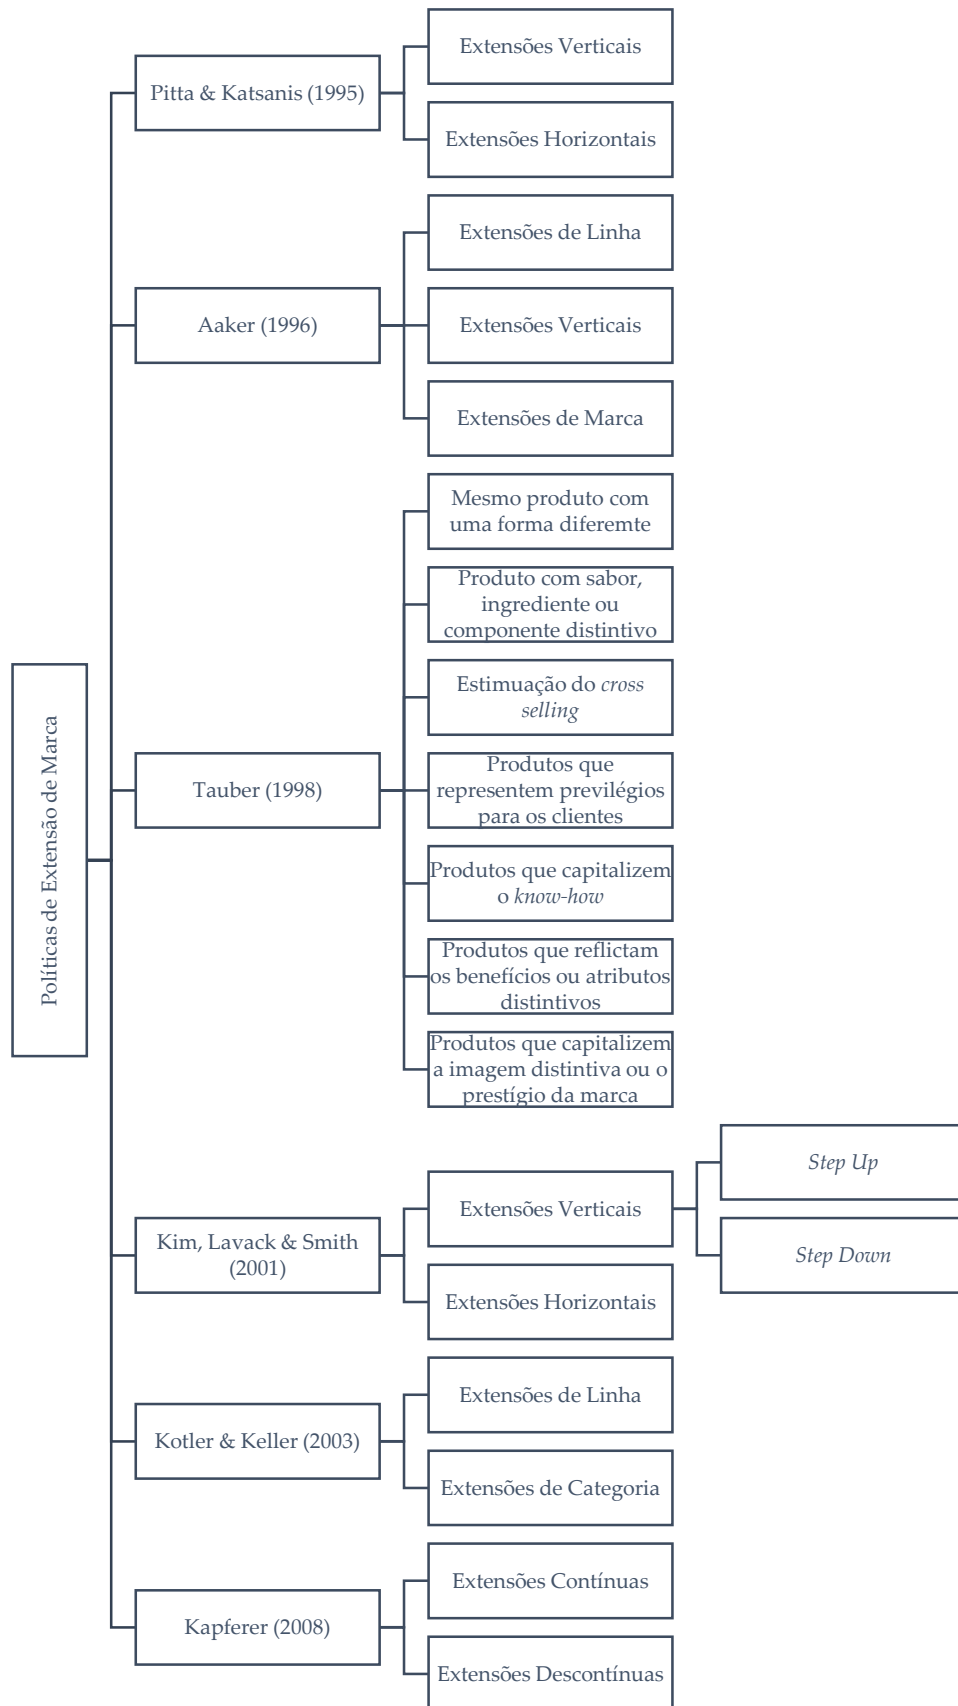 Políticas de Extensão de Marca
Pitta & Katsanis (1995)
Extensões Verticais
Extensões Horizontais
Aaker (1996)
Extensões de Linha
Extensões Verticais
Extensões de Marca
Tauber (1998)
Mesmo produto com
uma forma diferemte
Produto com sabor,
ingrediente ou
componente distintivo
Estimuação do cross
selling
Produtos que
representem previlégios
para os clientes
Produtos que capitalizem
o know-how
Produtos que reflictam
os benefícios ou atributos
distintivos
Produtos que capitalizem
a imagem distintiva ou o
prestígio da marca
Kim, Lavack & Smith
(2001)
Extensões Verticais
Step Up
Step Down
Extensões Horizontais
Kotler & Keller (2003)
Extensões de Linha
Extensões de Categoria
Kapferer (2008)
Extensões Contínuas
Extensões Descontínuas